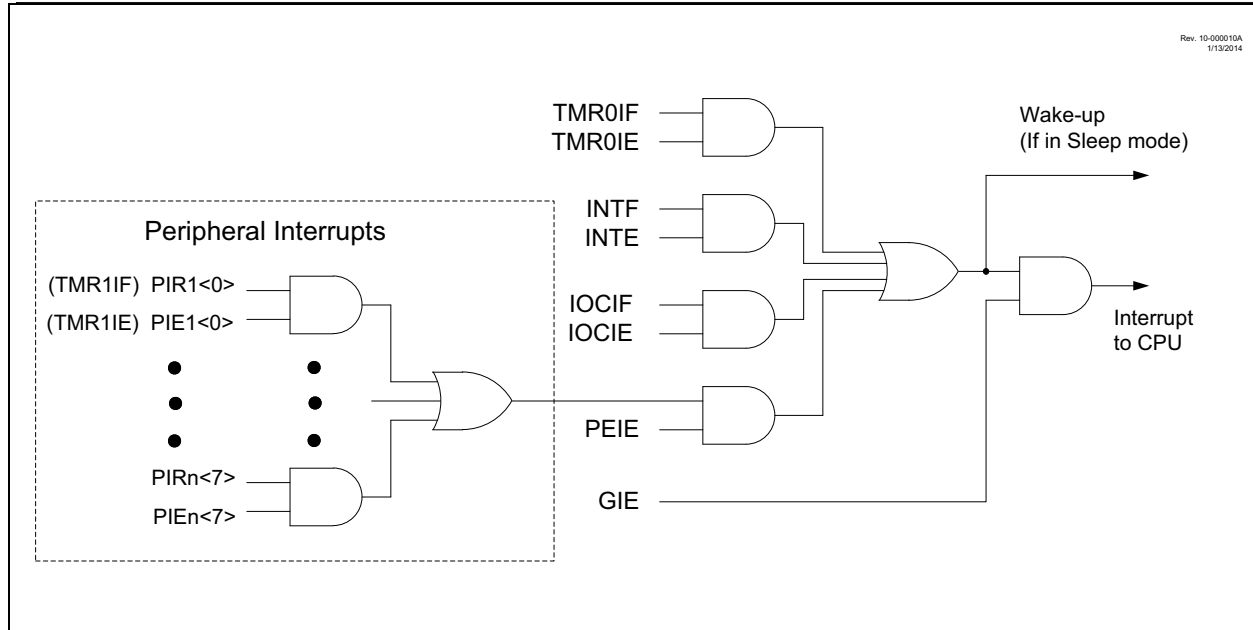 Rev. 10-000010A
1/13/2014
TMR0IF
TMR0IE
Wake-up
(If in Sleep mode)
INTF
INTE
Peripheral Interrupts
(TMR1IF) PIR1<0>
(TMR1IE) PIE1<0>
IOCIF
IOCIE
Interrupt
to CPU
PEIE
PIRn<7>
PIEn<7>
GIE